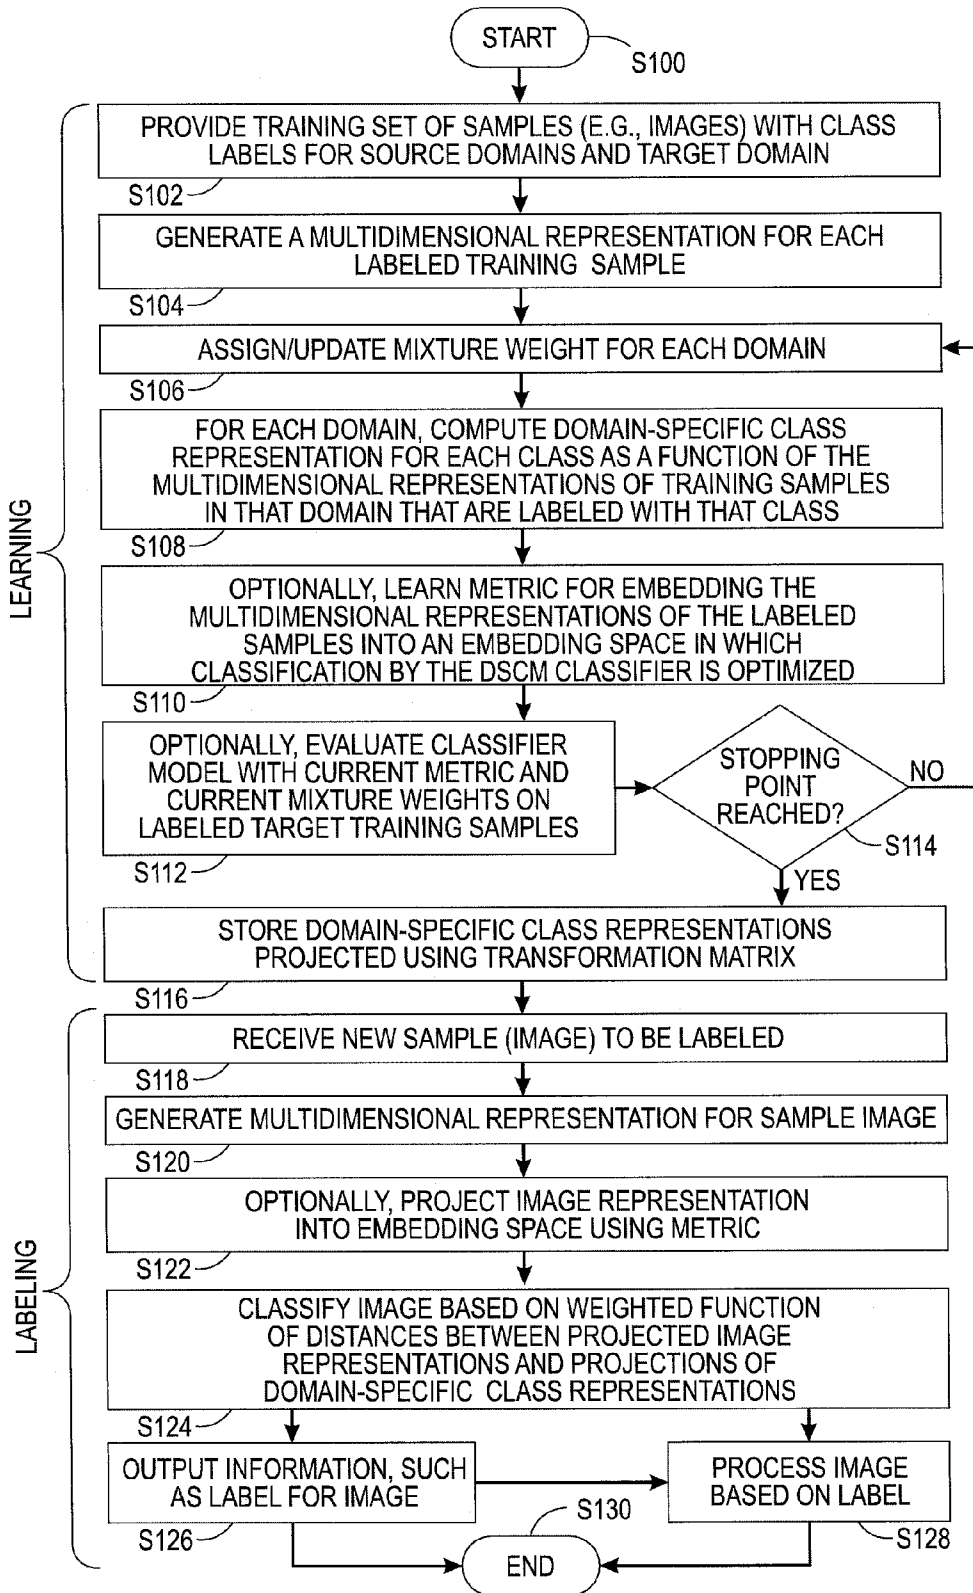 START
S100
PROVIDE TRAINING SET OF SAMPLES (E.G., IMAGES) WITH CLASS
LABELS FOR SOURCE DOMAINS AND TARGET DOMAIN
S102
GENERATE A MULTIDIMENSIONAL REPRESENTATION FOR EACH
LABELED TRAINING SAMPLE
S104
ASSIGN/UPDATE MIXTURE WEIGHT FOR EACH DOMAIN
S106
FOR EACH DOMAIN, COMPUTE DOMAIN-SPECIFIC CLASS
REPRESENTATION FOR EACH CLASS AS A FUNCTION OF THE
MULTIDIMENSIONAL REPRESENTATIONS OF TRAINING SAMPLES
IN THAT DOMAIN THAT ARE LABELED WITH THAT CLASS
S108
LEARNING
OPTIONALLY, LEARN METRIC FOR EMBEDDING THE
MULTIDIMENSIONAL REPRESENTATIONS OF THE LABELED
SAMPLES INTO AN EMBEDDING SPACE IN WHICH
CLASSIFICATION BY THE DSCM CLASSIFIER IS OPTIMIZED
S110
OPTIONALLY, EVALUATE CLASSIFIER
MODEL WITH CURRENT METRIC AND
CURRENT MIXTURE WEIGHTS ON
LABELED TARGET TRAINING SAMPLES
S112
STOPPING
POINT
REACHED?
NO
S114
YES
STORE DOMAIN-SPECIFIC CLASS REPRESENTATIONS
PROJECTED USING TRANSFORMATION MATRIX
S116
RECEIVE NEW SAMPLE (IMAGE) TO BE LABELED
S118
GENERATE MULTIDIMENSIONAL REPRESENTATION FOR SAMPLE IMAGE
S120
OPTIONALLY, PROJECT IMAGE REPRESENTATION
INTO EMBEDDING SPACE USING METRIC
S122
LABELING
CLASSIFY IMAGE BASED ON WEIGHTED FUNCTION
OF DISTANCES BETWEEN PROJECTED IMAGE
REPRESENTATIONS AND PROJECTIONS OF
DOMAIN-SPECIFIC CLASS REPRESENTATIONS
S124
OUTPUT INFORMATION, SUCH
AS LABEL FOR IMAGE
S126
PROCESS IMAGE
BASED ON LABEL
S128
S130
END